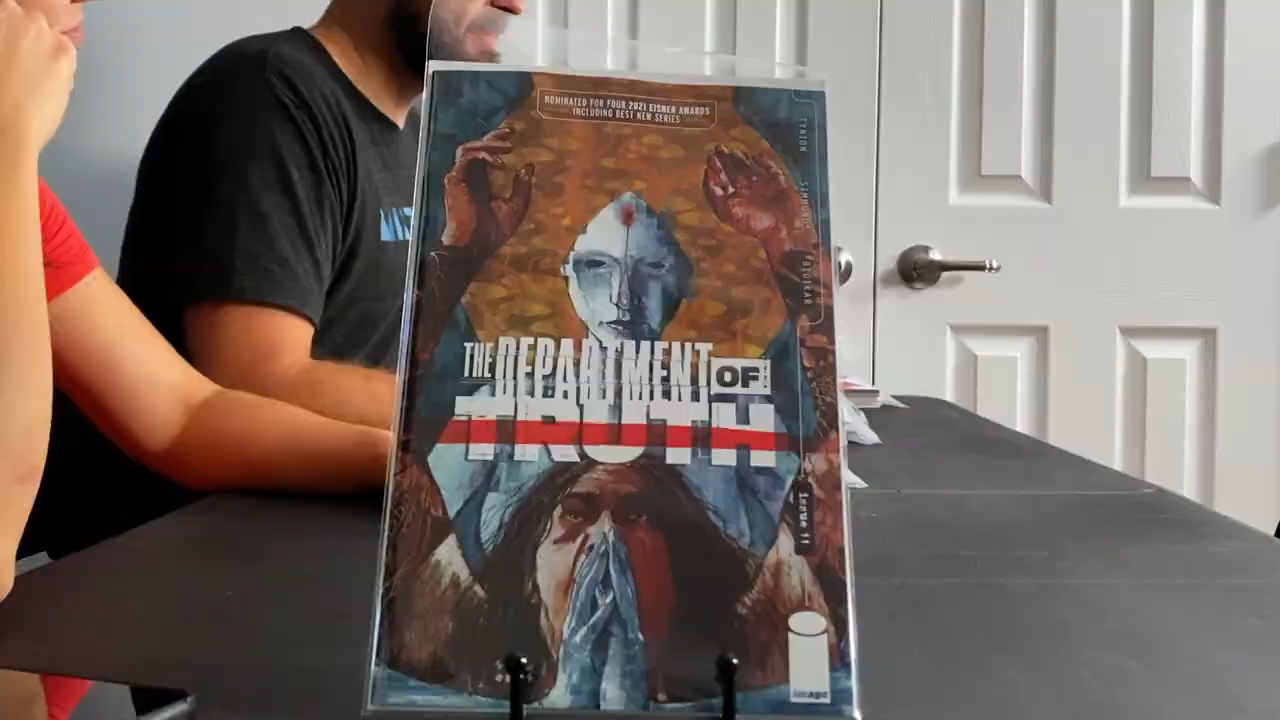 NOMINATED FOR FOUR 2021 EISNER AWARDS
INCLUDING BEST NEW SERIES
TYNION SIMMONDS BIDIKAR
THE DEPARTMENT OF
TRUTH
Issue 11
image